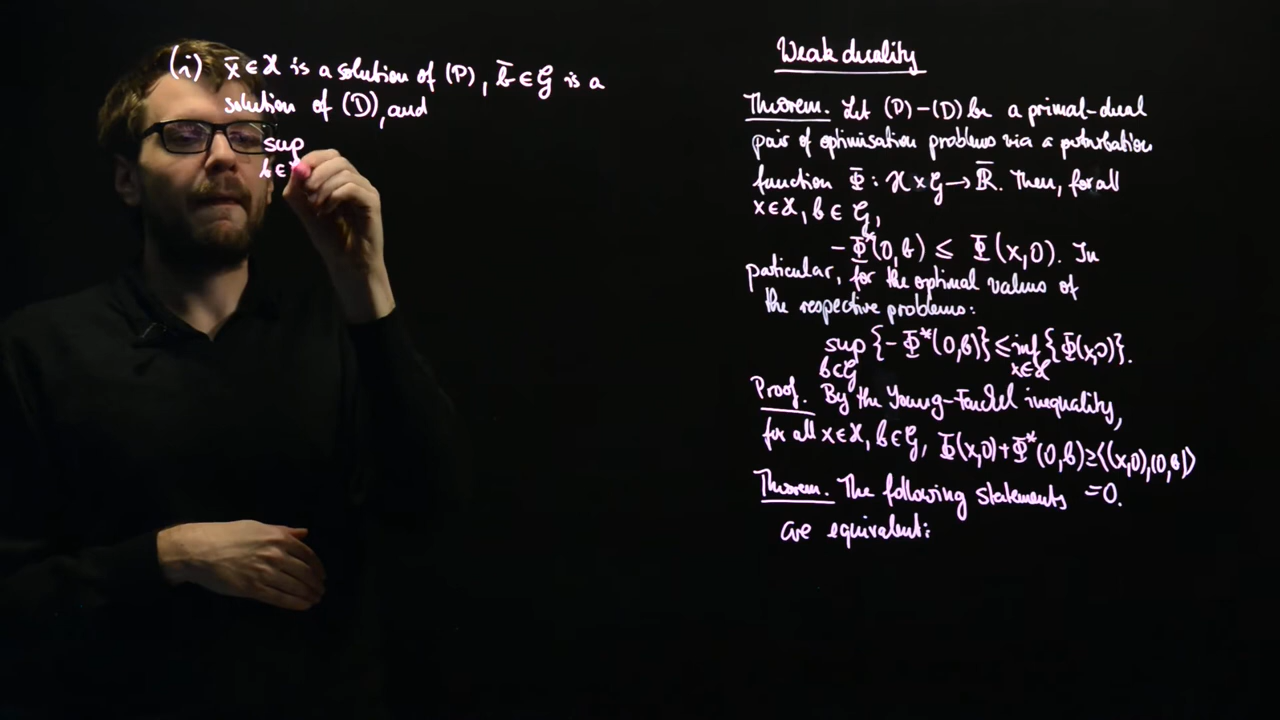 (i) x̄ ∈ 𝒳 is a solution of (P), b̄ ∈ 𝒢 is a
solution of (D), and
sup
b ∈
Weak duality
Theorem. Let (P)-(D) be a primal-dual
pair of optimisation problems via a perturbation
function Φ : 𝒳 × 𝒢 → ℝ̄. Then, for all
x ∈ 𝒳, b ∈ 𝒢,
-Φ*(0,b) ≤ Φ(x,0). In
particular, for the optimal values of
the respective problems:
sup {-Φ*(0,b)} ≤ inf {Φ(x,0)}.
b∈𝒢 x∈𝒳
Proof. By the Young-Fenchel inequality,
for all x∈𝒳, b∈𝒢, Φ(x,0)+Φ*(0,b)≥⟨(x,0),(0,b)⟩
=0.
Theorem. The following statements
are equivalent: